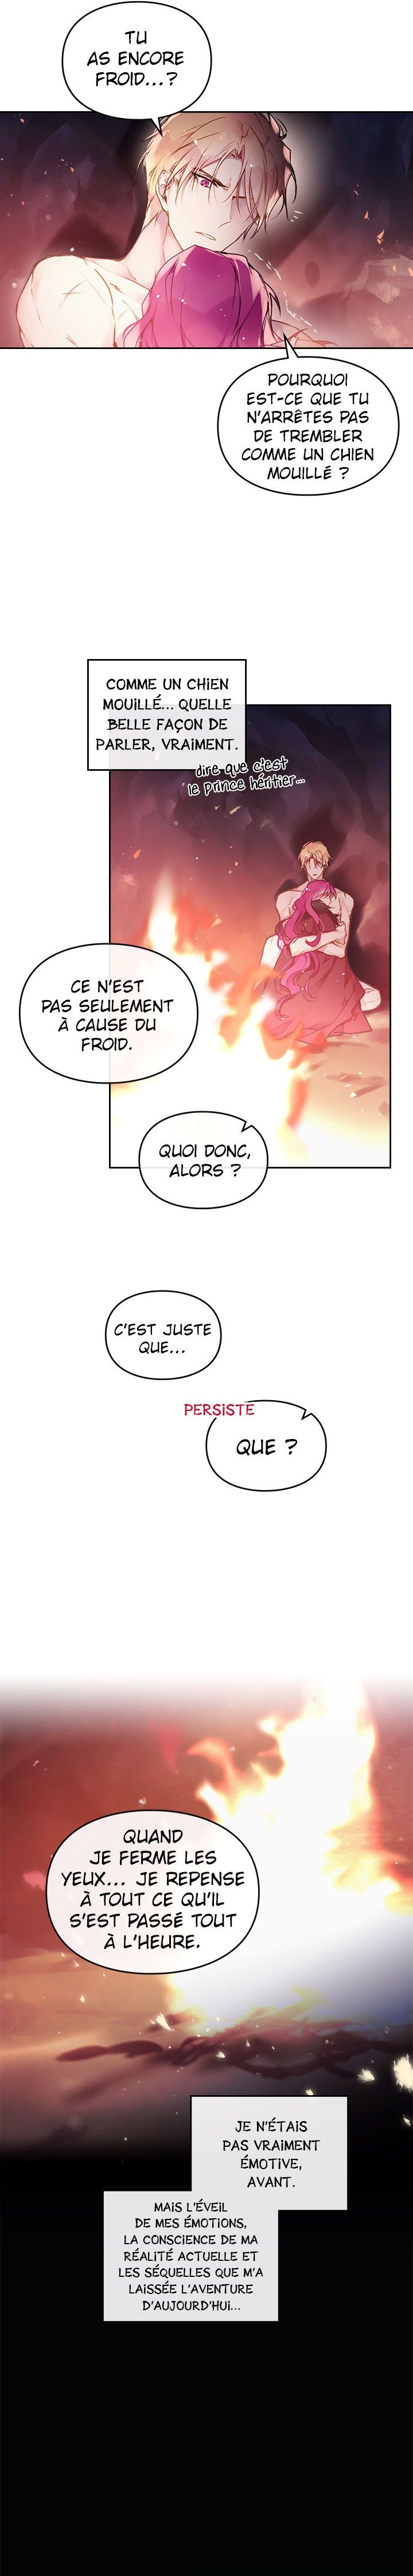 TU
AS ENCORE
FROID...?
POURQUOI
EST-CE QUE TU
N'ARRÊTES PAS
DE TREMBLER
COMME UN CHIEN
MOUILLÉ ?
COMME UN CHIEN
MOUILLÉ... QUELLE
BELLE FAÇON DE
PARLER, VRAIMENT.
dire que c'est
le prince héritier...
CE N'EST
PAS SEULEMENT
À CAUSE DU
FROID.
QUOI DONC,
ALORS ?
C'EST JUSTE
QUE...
PERSISTE
QUE ?
QUAND
JE FERME LES
YEUX... JE REPENSE
À TOUT CE QU'IL
S'EST PASSÉ TOUT
À L'HEURE.
JE N'ÉTAIS
PAS VRAIMENT
ÉMOTIVE,
AVANT.
MAIS L'ÉVEIL
DE MES ÉMOTIONS,
LA CONSCIENCE DE MA
RÉALITÉ ACTUELLE ET
LES SÉQUELLES QUE M'A
LAISSÉE L'AVENTURE
D'AUJOURD'HUI...